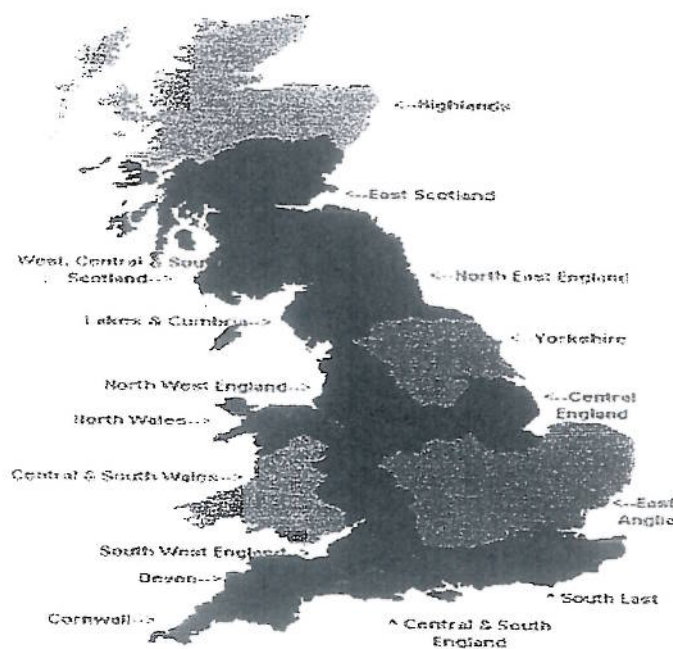 <--Highlands
<--East Scotland
West, Central & Sou
Scotland-->
<--North East England
Lakes & Cumbria-->
<--Yorkshire
North West England-->
<--Central
England
North Wales-->
Central & South Wales-->
<--East
Anglia
South West England-->
Devon-->
^ South East
Cornwall-->
^ Central & South
England